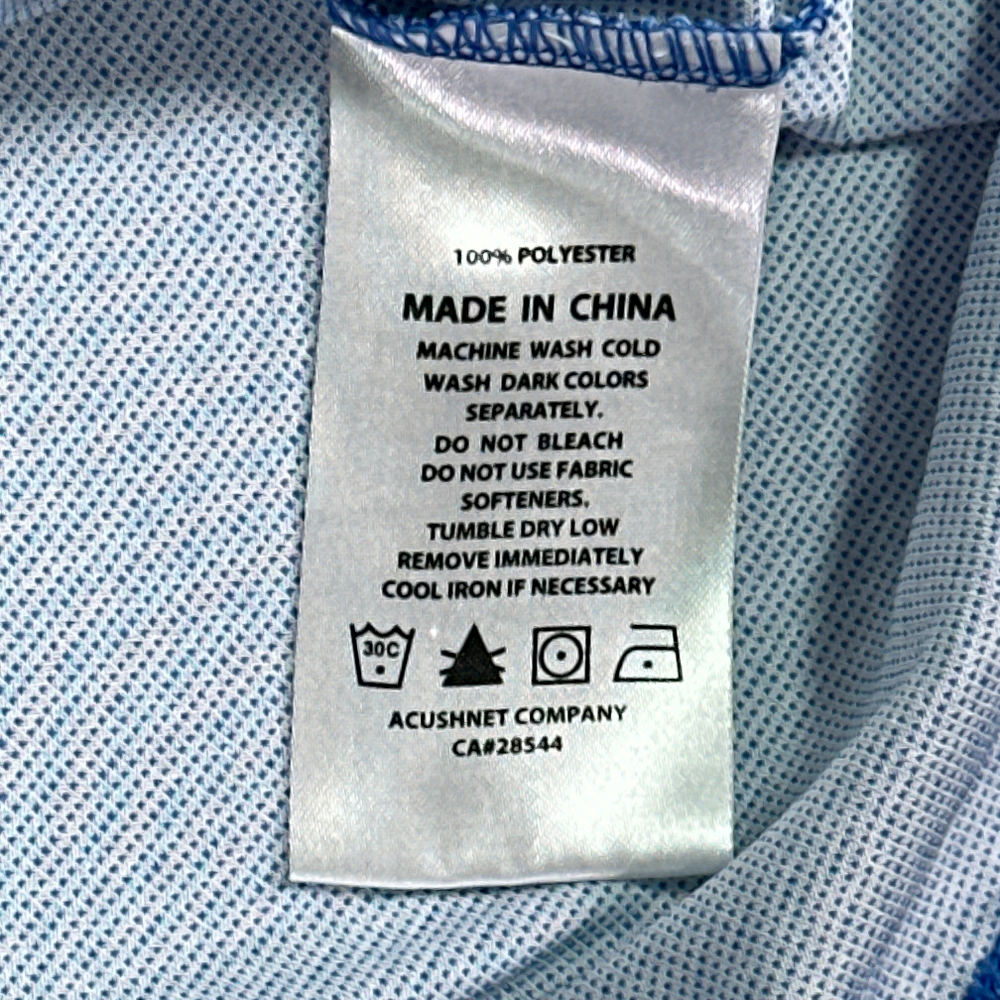 100% POLYESTER
MADE IN CHINA
MACHINE WASH COLD
WASH DARK COLORS
SEPARATELY.
DO NOT BLEACH
DO NOT USE FABRIC
SOFTENERS.
TUMBLE DRY LOW
REMOVE IMMEDIATELY
COOL IRON IF NECESSARY
30C
ACUSHNET COMPANY
CA#28544